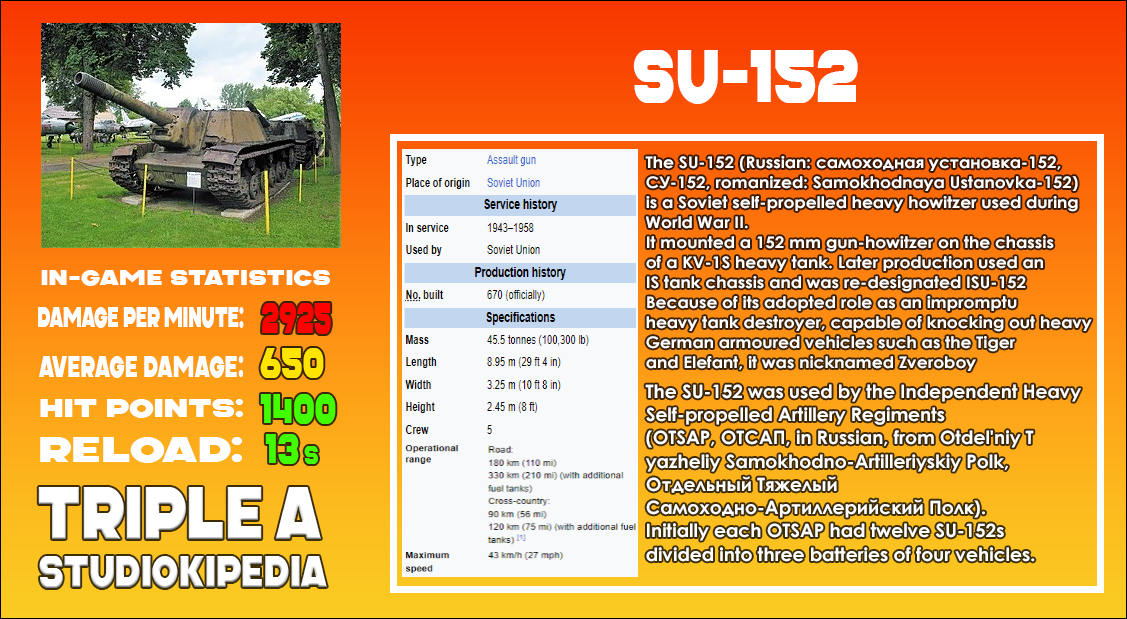 SU-152
IN-GAME STATISTICS
DAMAGE PER MINUTE: 2925
AVERAGE DAMAGE: 650
HIT POINTS: 1400
RELOAD: 13s
TRIPLE A
STUDIOKIPEDIA
Type Assault gun
Place of origin Soviet Union
Service history
In service 1943–1958
Used by Soviet Union
Production history
No. built 670 (officially)
Specifications
Mass 45.5 tonnes (100,300 lb)
Length 8.95 m (29 ft 4 in)
Width 3.25 m (10 ft 8 in)
Height 2.45 m (8 ft)
Crew 5
Operational Road:
range 180 km (110 mi)
330 km (210 mi) (with additional
fuel tanks)
Cross-country:
90 km (56 mi)
120 km (75 mi) (with additional fuel
tanks) [1]
Maximum 43 km/h (27 mph)
speed
The SU-152 (Russian: самоходная установка-152,
СУ-152, romanized: Samokhodnaya Ustanovka-152)
is a Soviet self-propelled heavy howitzer used during
World War II.
It mounted a 152 mm gun-howitzer on the chassis
of a KV-1S heavy tank. Later production used an
IS tank chassis and was re-designated ISU-152
Because of its adopted role as an impromptu
heavy tank destroyer, capable of knocking out heavy
German armoured vehicles such as the Tiger
and Elefant, it was nicknamed Zveroboy
The SU-152 was used by the Independent Heavy
Self-propelled Artillery Regiments
(OTSAP, ОТСАП, in Russian, from Otdel'niy T
yazheliy Samokhodno-Artilleriyskiy Polk,
Отдельный Тяжелый
Самоходно-Артиллерийский Полк).
Initially each OTSAP had twelve SU-152s
divided into three batteries of four vehicles.